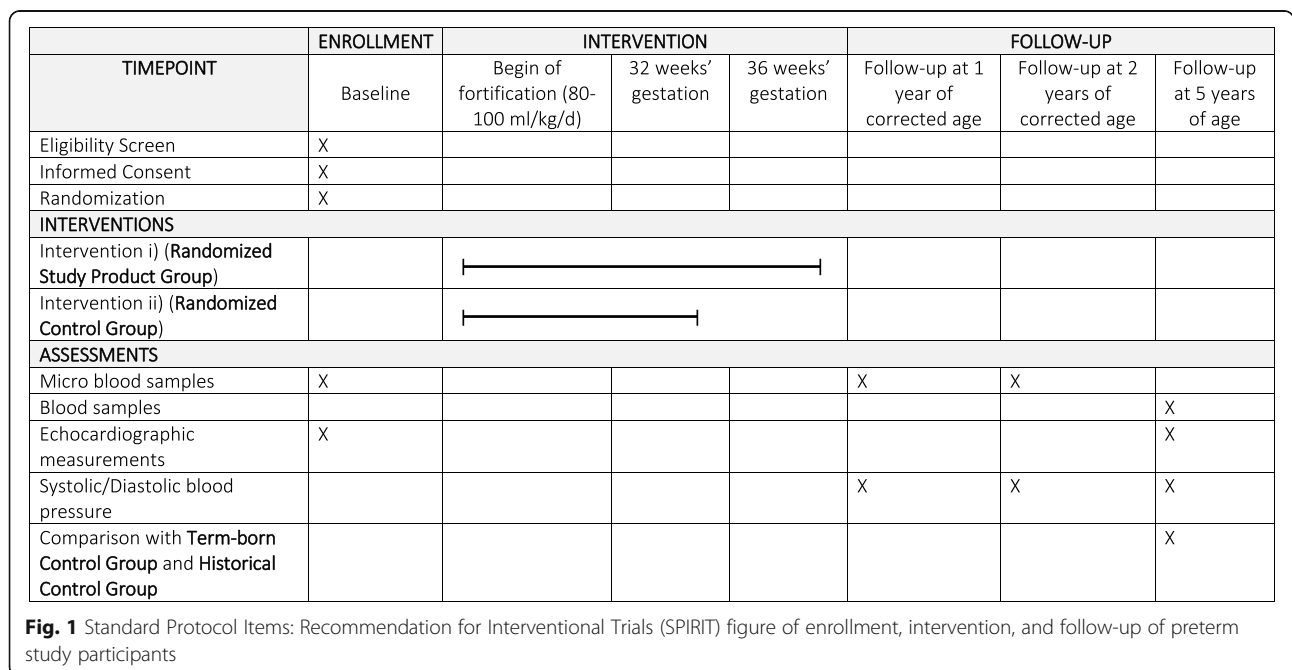 ENROLLMENT INTERVENTION FOLLOW-UP
TIMEPOINT
Baseline
Begin of
fortification (80-
100 ml/kg/d)
32 weeks’
gestation
36 weeks’
gestation
Follow-up at 1
year of
corrected age
Follow-up at 2
years of
corrected age
Follow-up
at 5 years
of age
Eligibility Screen X
Informed Consent X
Randomization X
INTERVENTIONS
Intervention i) (Randomized
Study Product Group)
Intervention ii) (Randomized
Control Group)
ASSESSMENTS
Micro blood samples X X X
Blood samples X
Echocardiographic X X
measurements
Systolic/Diastolic blood X X X
pressure
Comparison with Term-born X
Control Group and Historical
Control Group
Fig. 1 Standard Protocol Items: Recommendation for Interventional Trials (SPIRIT) figure of enrollment, intervention, and follow-up of preterm
study participants